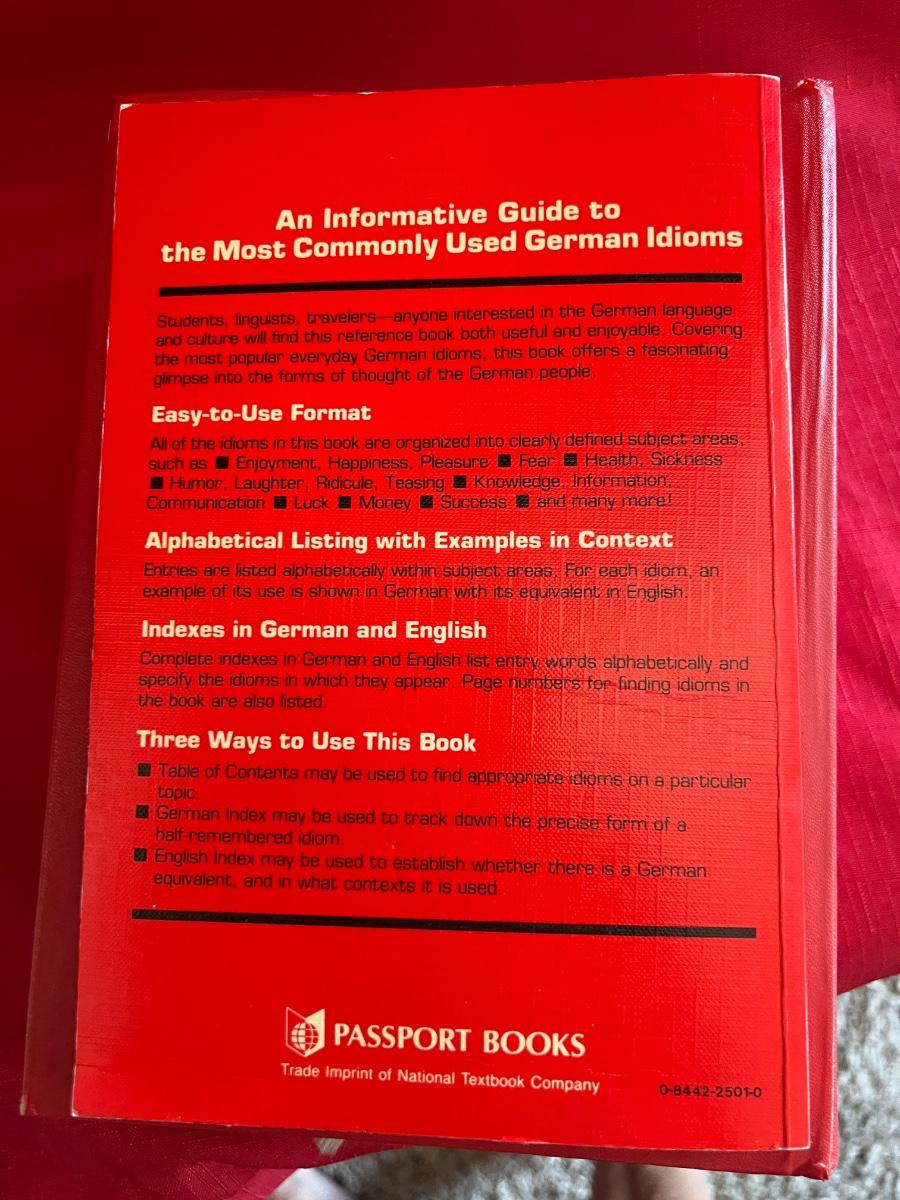 An Informative Guide to
the Most Commonly Used German Idioms
Students, linguists, travelers—anyone interested in the German language
and culture will find this reference book both useful and enjoyable. Covering
the most popular everyday German idioms, this book offers a fascinating
glimpse into the forms of thought of the German people.
Easy-to-Use Format
All of the idioms in this book are organized into clearly defined subject areas,
such as ■ Enjoyment, Happiness, Pleasure ■ Fear ■ Health, Sickness
■ Humor, Laughter, Ridicule, Teasing ■ Knowledge, Information,
Communication ■ Luck ■ Money ■ Success ■ and many more!
Alphabetical Listing with Examples in Context
Entries are listed alphabetically within subject areas. For each idiom, an
example of its use is shown in German with its equivalent in English.
Indexes in German and English
Complete indexes in German and English list entry words alphabetically and
specify the idioms in which they appear. Page numbers for finding idioms in
the book are also listed.
Three Ways to Use This Book
■ Table of Contents may be used to find appropriate idioms on a particular
topic.
■ German Index may be used to track down the precise form of a
half-remembered idiom.
■ English Index may be used to establish whether there is a German
equivalent, and in what contexts it is used.
PASSPORT BOOKS
Trade Imprint of National Textbook Company
0-8442-2501-0